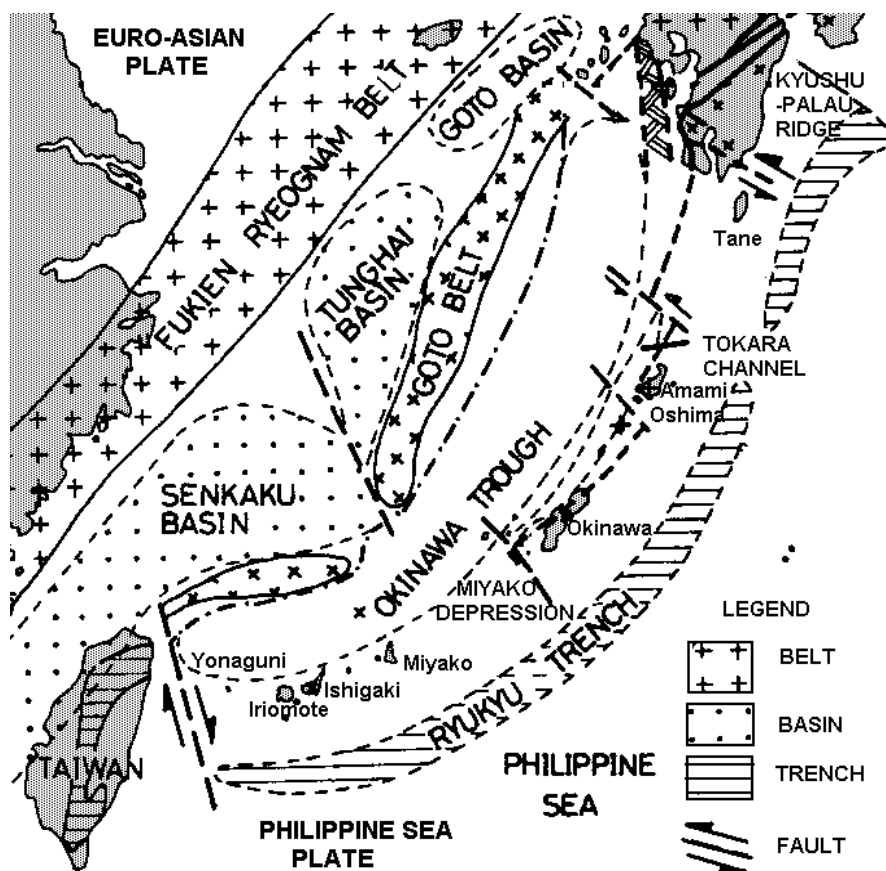 EURO-ASIAN
PLATE
GOTO BASIN
KYUSHU
-PALAU
RIDGE
FUKIEN RYEOGNAM BELT
Tane
TUNGHAI
BASIN
GOTO BELT
TOKARA
CHANNEL
Amami
Oshima
SENKAKU
BASIN
OKINAWA TROUGH
Okinawa
MIYAKO
DEPRESSION
LEGEND
BELT
Yonaguni
Miyako
Ishigaki
Iriomote
RYUKYU TRENCH
BASIN
TAIWAN
PHILIPPINE
SEA
TRENCH
PHILIPPINE SEA
PLATE
FAULT